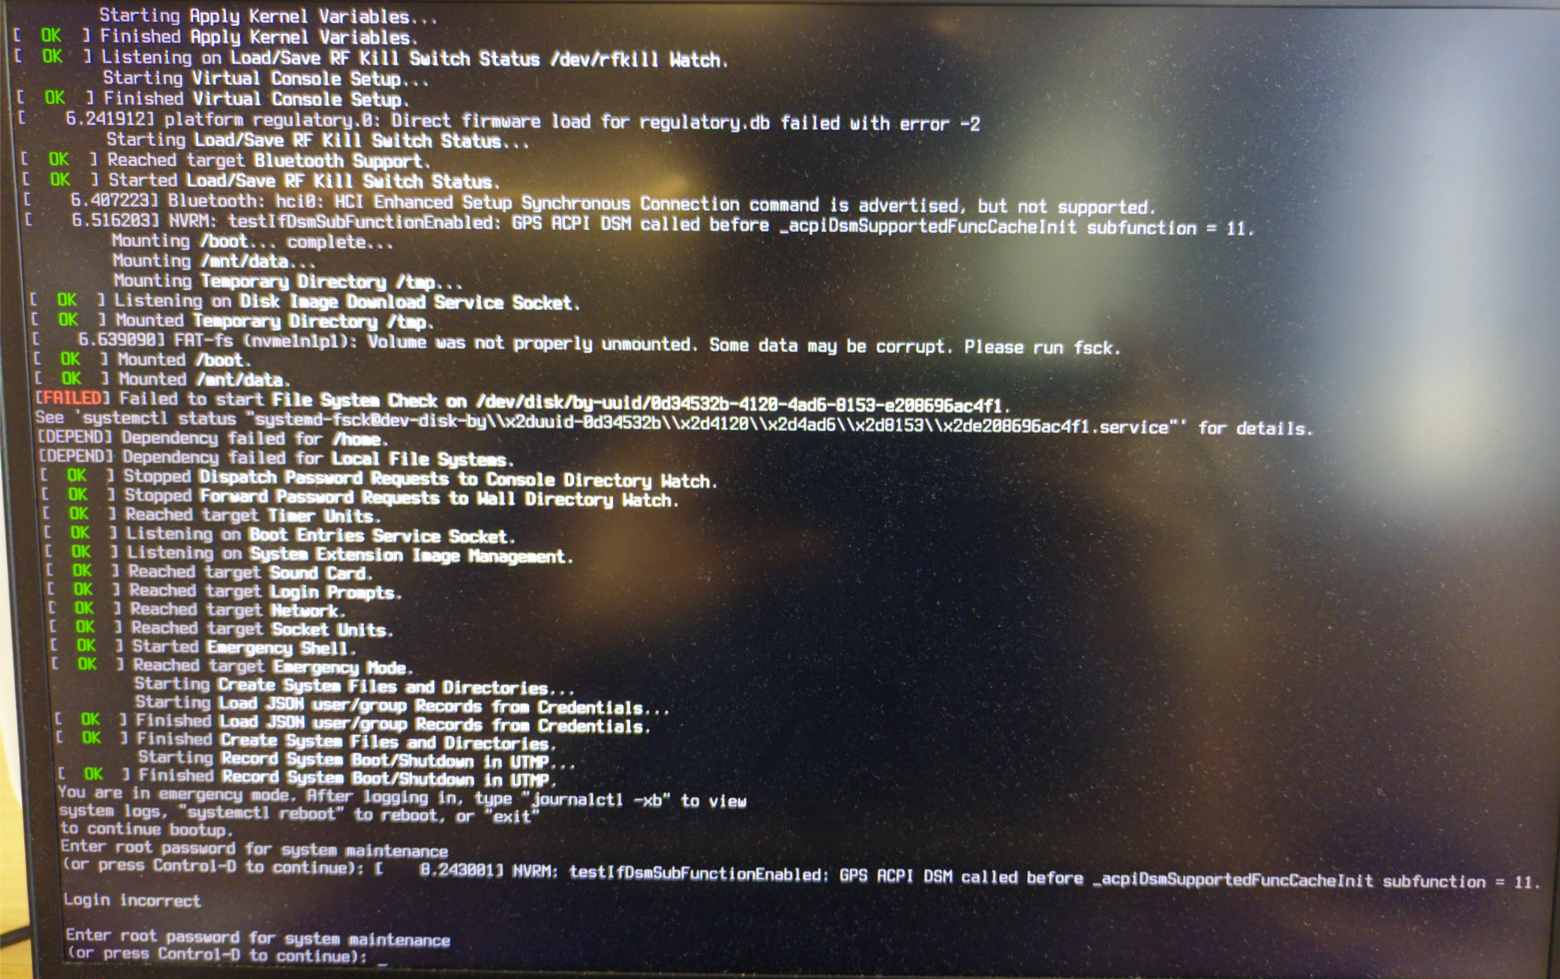 Starting Apply Kernel Variables...
[  OK  ] Finished Apply Kernel Variables.
[  OK  ] Listening on Load/Save RF Kill Switch Status /dev/rfkill Watch.
Starting Virtual Console Setup...
[  OK  ] Finished Virtual Console Setup.
[    6.241912] platform regulatory.0: Direct firmware load for regulatory.db failed with error -2
Starting Load/Save RF Kill Switch Status...
[  OK  ] Reached target Bluetooth Support.
[  OK  ] Started Load/Save RF Kill Switch Status.
[    6.407223] Bluetooth: hci0: HCI Enhanced Setup Synchronous Connection command is advertised, but not supported.
[    6.516203] NVRM: testIfDsmSubFunctionEnabled: GPS ACPI DSM called before _acpiDsmSupportedFuncCacheInit subfunction = 11.
Mounting /boot... complete...
Mounting /mnt/data...
Mounting Temporary Directory /tmp...
[  OK  ] Listening on Disk Image Download Service Socket.
[  OK  ] Mounted Temporary Directory /tmp.
[    6.639090] FAT-fs (nvme1n1p1): Volume was not properly unmounted. Some data may be corrupt. Please run fsck.
[  OK  ] Mounted /boot.
[  OK  ] Mounted /mnt/data.
[FAILED] Failed to start File System Check on /dev/disk/by-uuid/0d34532b-4120-4ad6-8153-e208696ac4f1.
See 'systemctl status "systemd-fsck@dev-disk-by\\x2duuid-0d34532b\\x2d4120\\x2d4ad6\\x2d8153\\x2de208696ac4f1.service"' for details.
[DEPEND] Dependency failed for /home.
[DEPEND] Dependency failed for Local File Systems.
[  OK  ] Stopped Dispatch Password Requests to Console Directory Watch.
[  OK  ] Stopped Forward Password Requests to Wall Directory Watch.
[  OK  ] Reached target Timer Units.
[  OK  ] Listening on Boot Entries Service Socket.
[  OK  ] Listening on System Extension Image Management.
[  OK  ] Reached target Sound Card.
[  OK  ] Reached target Login Prompts.
[  OK  ] Reached target Network.
[  OK  ] Reached target Socket Units.
[  OK  ] Started Emergency Shell.
[  OK  ] Reached target Emergency Mode.
Starting Create System Files and Directories...
Starting Load JSON user/group Records from Credentials...
[  OK  ] Finished Load JSON user/group Records from Credentials.
[  OK  ] Finished Create System Files and Directories.
Starting Record System Boot/Shutdown in UTMP...
[  OK  ] Finished Record System Boot/Shutdown in UTMP.
You are in emergency mode. After logging in, type "journalctl -xb" to view
system logs, "systemctl reboot" to reboot, or "exit"
to continue bootup.
Enter root password for system maintenance
(or press Control-D to continue): [    8.243001] NVRM: testIfDsmSubFunctionEnabled: GPS ACPI DSM called before _acpiDsmSupportedFuncCacheInit subfunction = 11.
Login incorrect
Enter root password for system maintenance
(or press Control-D to continue): _